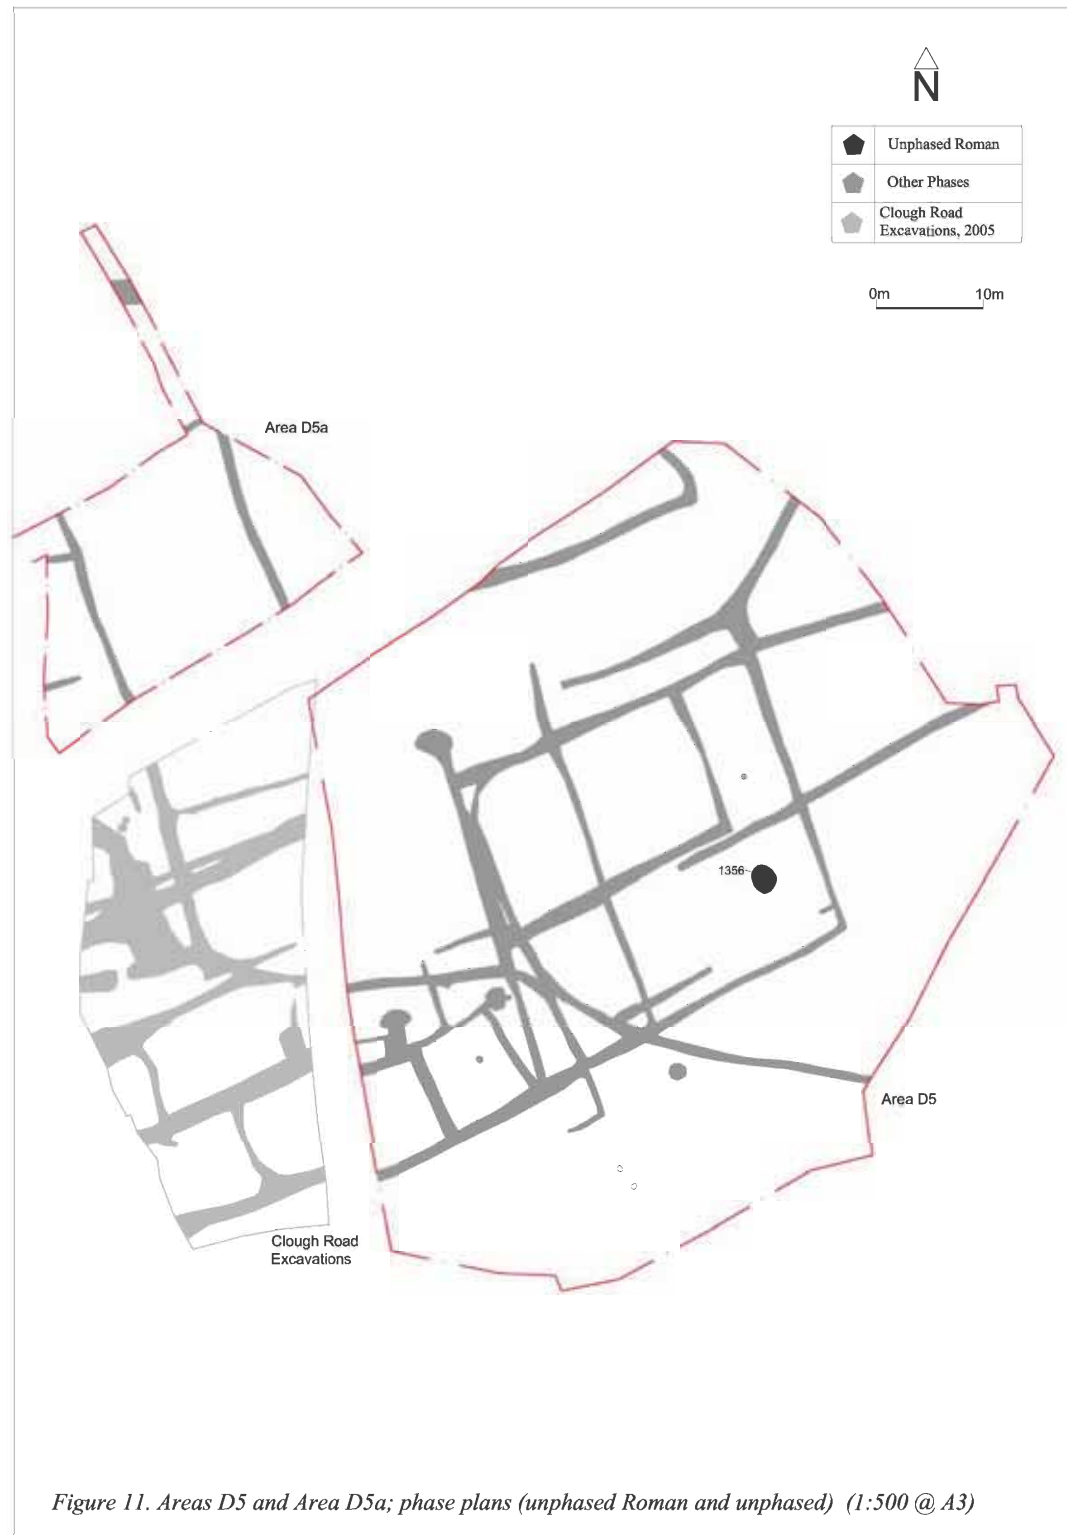 N
Unphased Roman
Other Phases
Clough Road
Excavations, 2005
0m 10m
Area D5a
1356
Area D5
Clough Road
Excavations
Figure 11. Areas D5 and Area D5a; phase plans (unphased Roman and unphased) (1:500 @ A3)